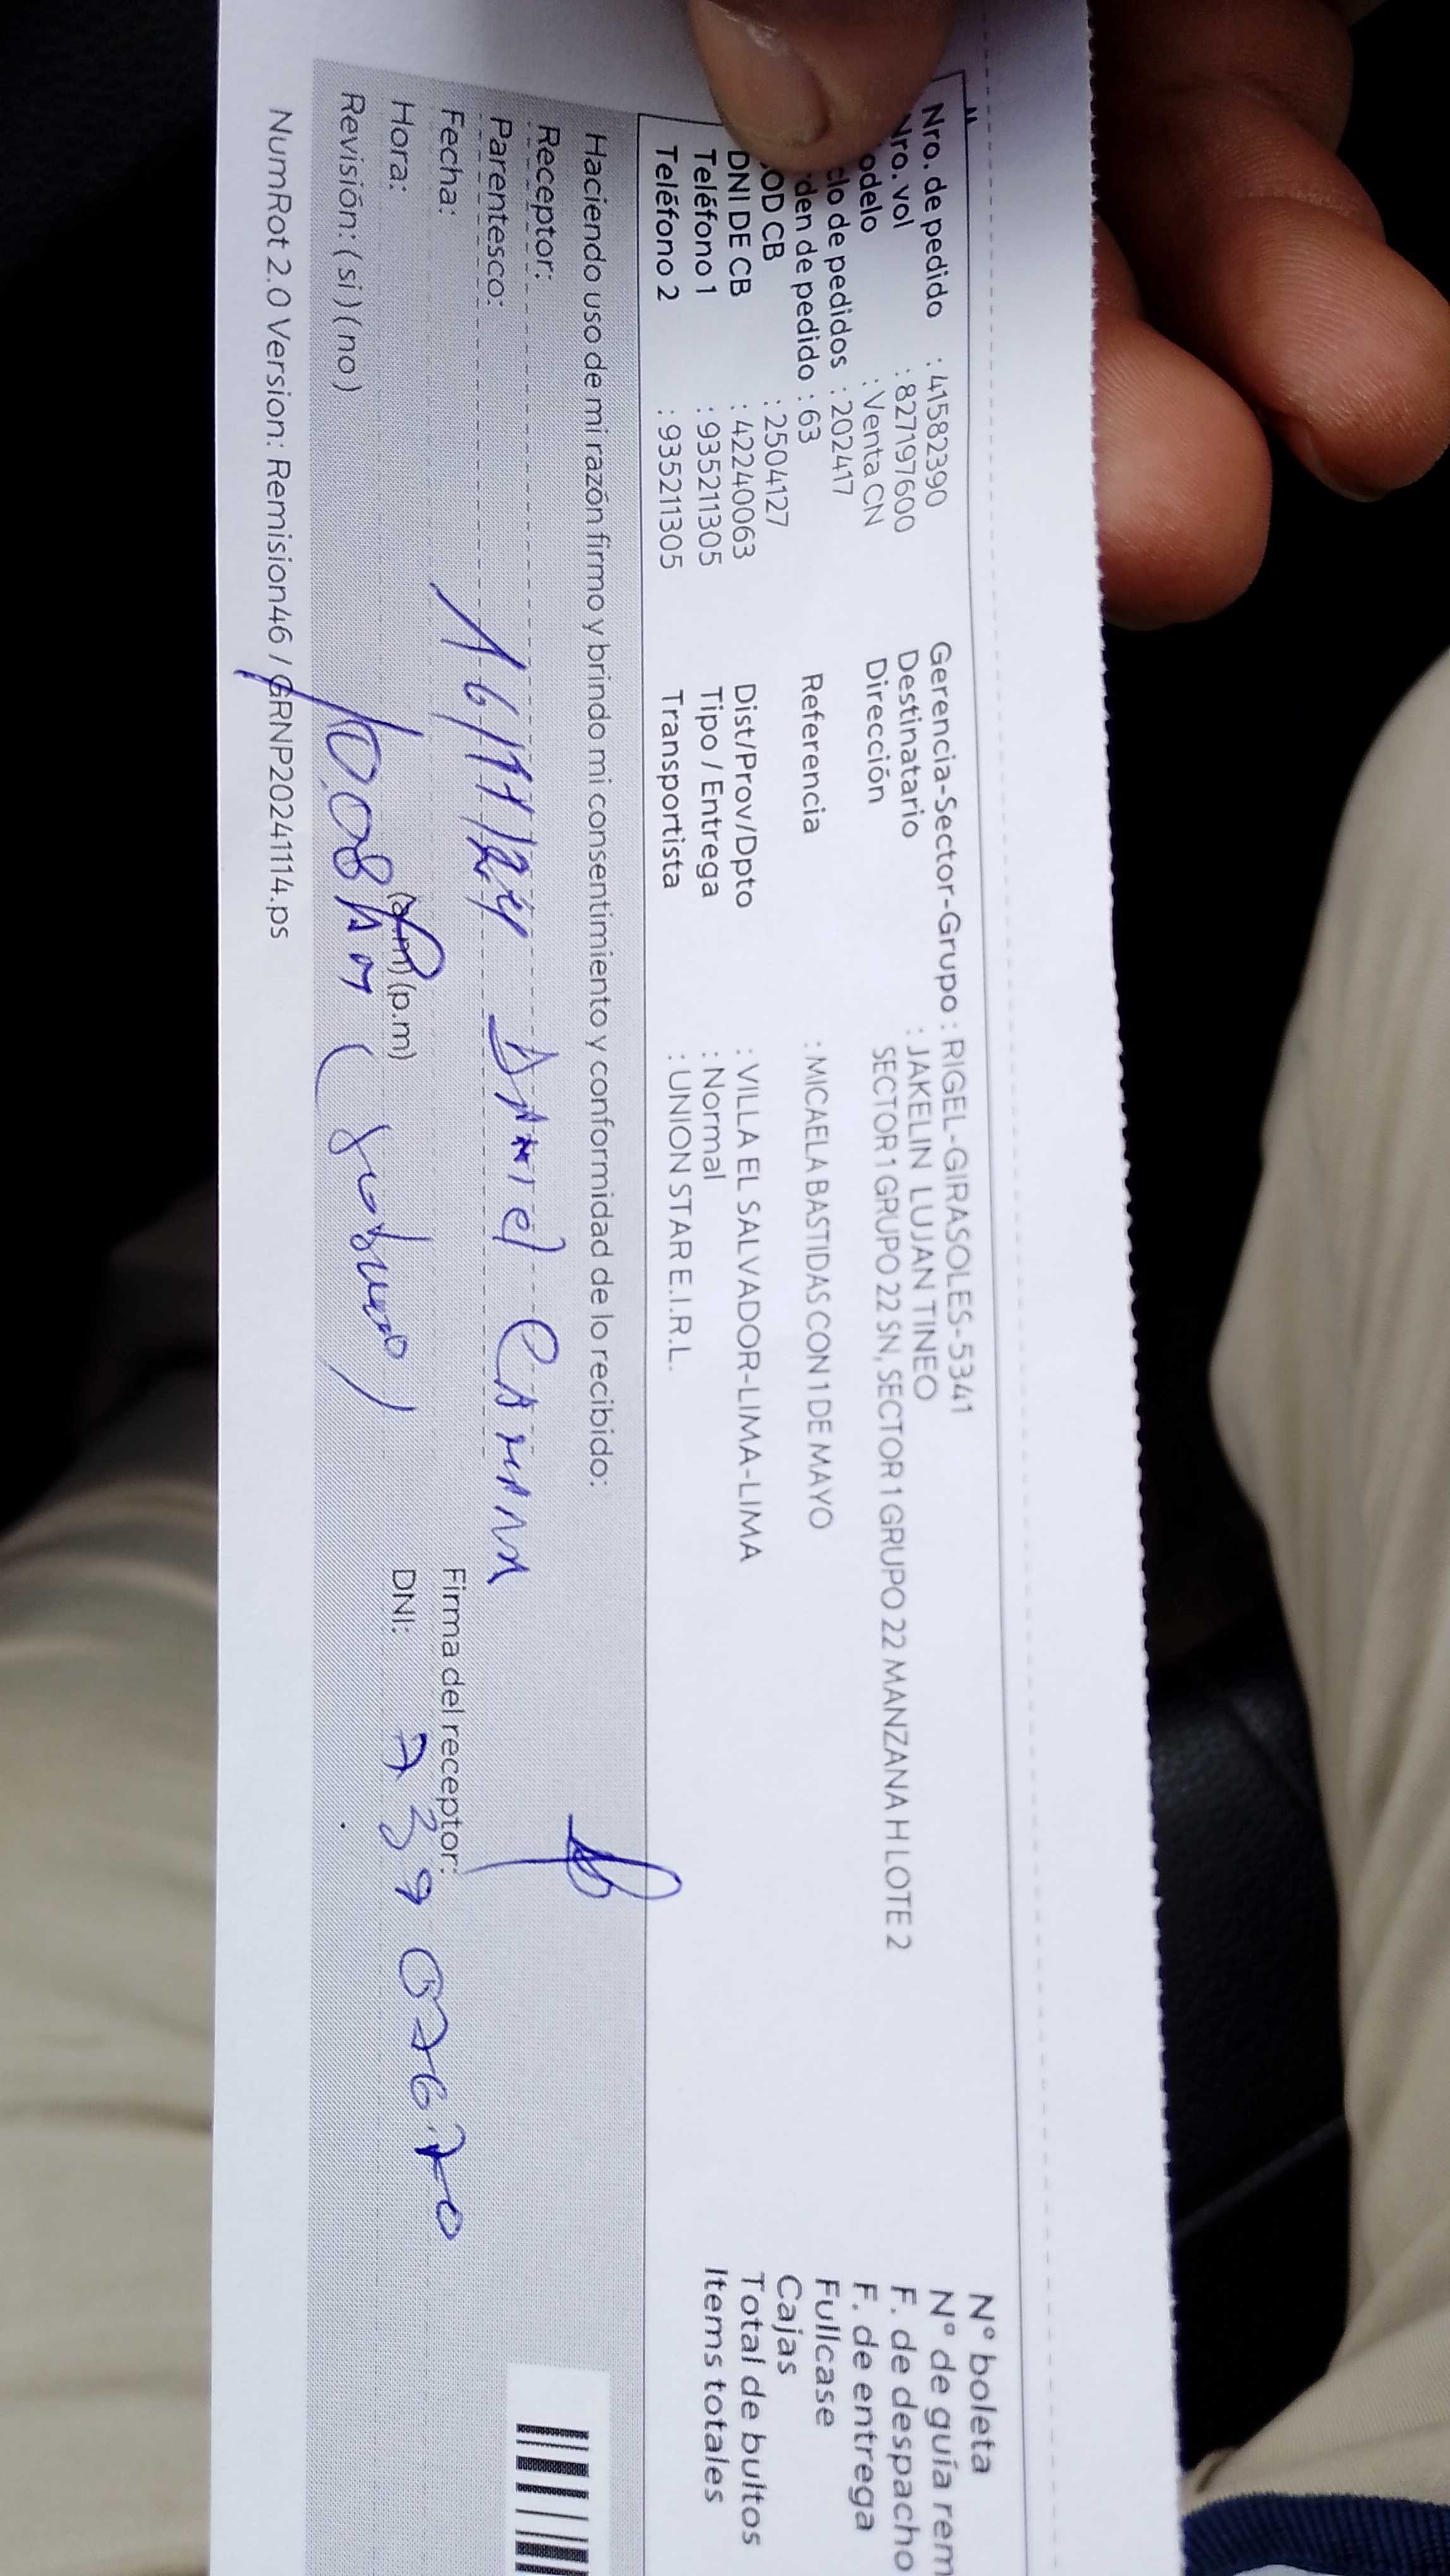 Nro. de pedido : 41582390
Nro. vol : 827197600
odelo : Venta CN
clo de pedidos : 202417
den de pedido : 63
OD CB : 2504127
DNI DE CB : 42240063
Teléfono 1 : 935211305
Teléfono 2 : 935211305
Gerencia-Sector-Grupo : RIGEL-GIRASOLES-5341
Destinatario : JAKELIN LUJAN TINEO
Dirección SECTOR 1 GRUPO 22 SN, SECTOR 1 GRUPO 22 MANZANA H LOTE 2
Referencia : MICAELA BASTIDAS CON 1 DE MAYO
Dist/Prov/Dpto : VILLA EL SALVADOR-LIMA-LIMA
Tipo / Entrega : Normal
Transportista : UNION STAR E.I.R.L.
N° boleta
N° de guía rem
F. de despacho
F. de entrega
Fullcase
Cajas
Total de bultos
Items totales
Haciendo uso de mi razón firmo y brindo mi consentimiento y conformidad de lo recibido:
Receptor: Daniel
Parentesco:
Fecha: 16/11/24
Hora: 10:08 AM (a.m) (p.m)
Revisión: ( si ) ( no )
Firma del receptor:
DNI: 73907670
NumRot 2.0 Version: Remision46 / GRNP20241114.ps